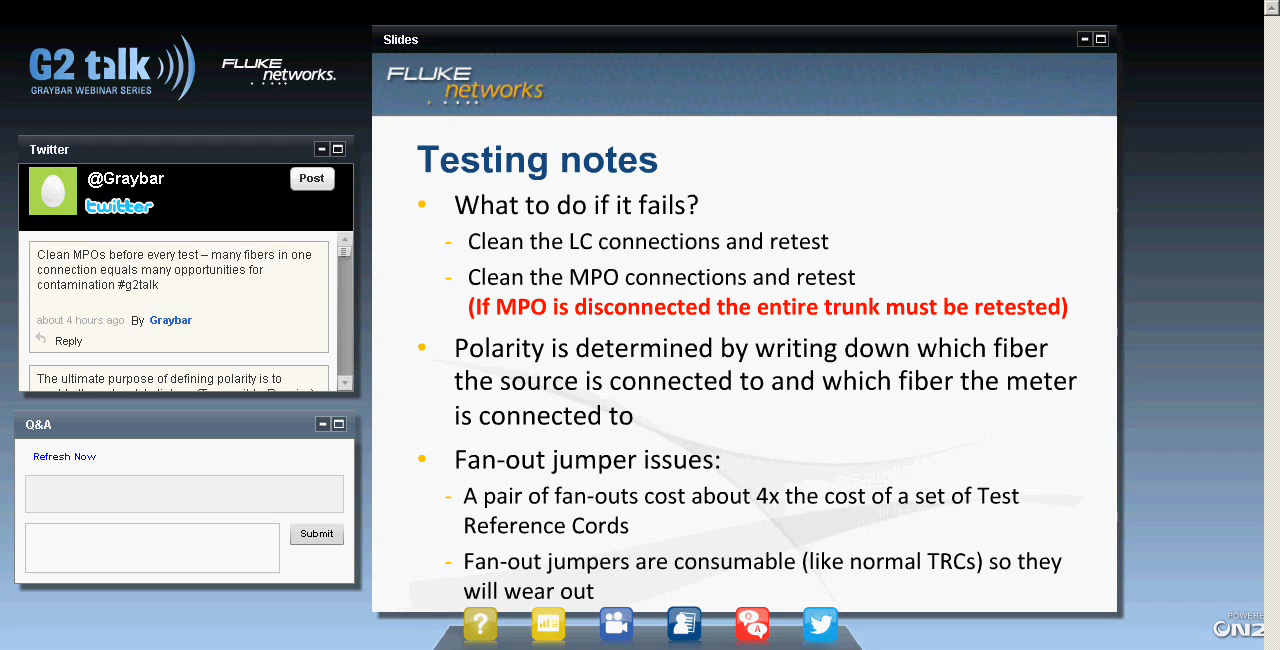 G2 talk
GRAYBAR WEBINAR SERIES
FLUKE
networks.
Twitter
@Graybar
Post
twitter
Clean MPOs before every test – many fibers in one
connection equals many opportunities for
contamination #g2talk
about 4 hours ago By Graybar
Reply
The ultimate purpose of defining polarity is to
Q&A
Refresh Now
Submit
Slides
FLUKE
networks
Testing notes
• What to do if it fails?
- Clean the LC connections and retest
- Clean the MPO connections and retest
(If MPO is disconnected the entire trunk must be retested)
• Polarity is determined by writing down which fiber
the source is connected to and which fiber the meter
is connected to
• Fan-out jumper issues:
- A pair of fan-outs cost about 4x the cost of a set of Test
Reference Cords
- Fan-out jumpers are consumable (like normal TRCs) so they
will wear out
?
Q
A
POWERE
ON2